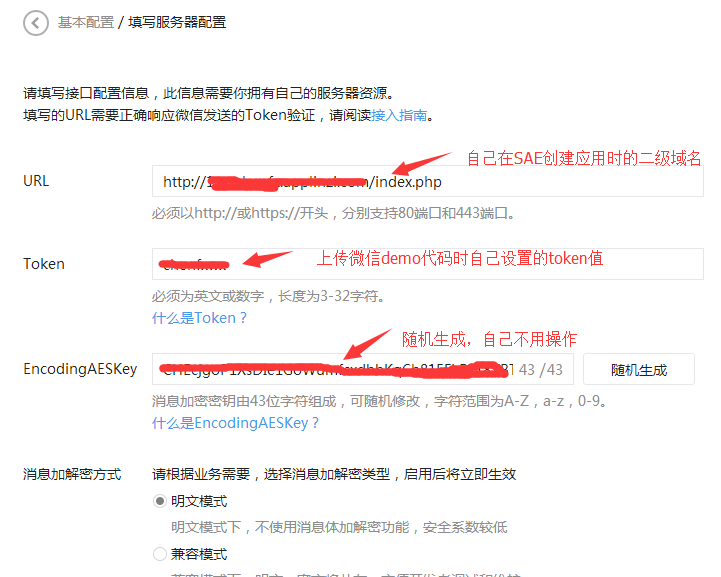 基本配置 / 填写服务器配置
请填写接口配置信息，此信息需要你拥有自己的服务器资源。
填写的URL需要正确响应微信发送的Token验证，请阅读接入指南。
自己在SAE创建应用时的二级域名
URL
http:// /index.php
必须以http://或https://开头，分别支持80端口和443端口。
上传微信demo代码时自己设置的token值
Token
必须为英文或数字，长度为3-32字符。
什么是Token？
随机生成，自己不用操作
EncodingAESKey
43 /43
随机生成
消息加密密钥由43位字符组成，可随机修改，字符范围为A-Z，a-z，0-9。
什么是EncodingAESKey？
消息加解密方式
请根据业务需要，选择消息加解密类型，启用后将立即生效
明文模式
明文模式下，不使用消息体加解密功能，安全系数较低
兼容模式